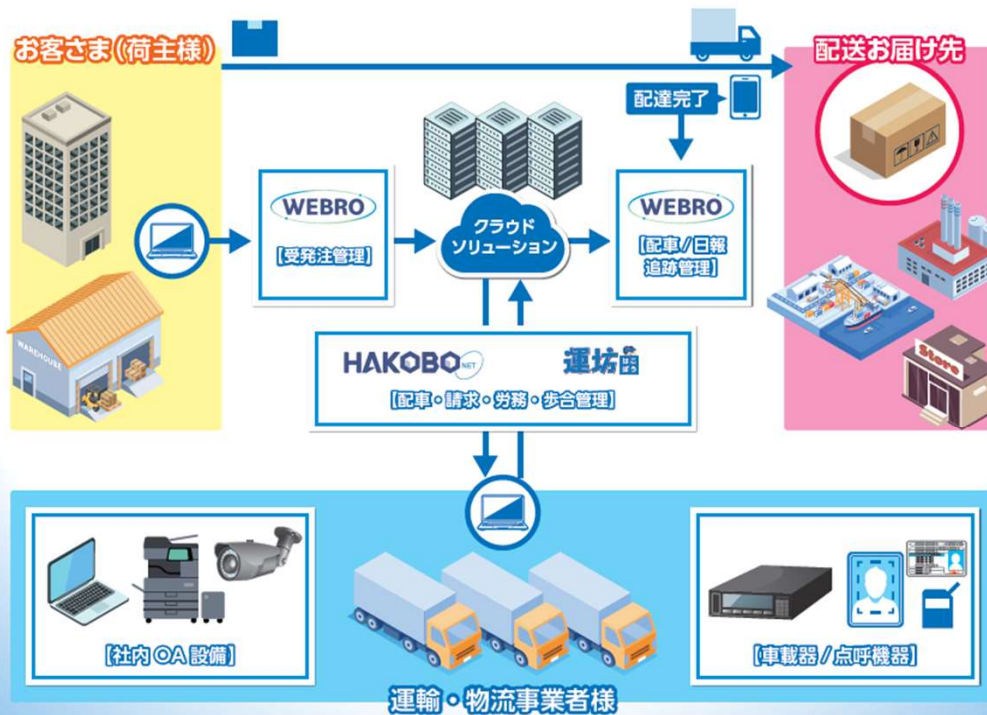 お客さま(荷主様)
配送お届け先
配達完了
WEBRO
[受発注管理]
クラウド
ソリューション
WEBRO
[配車/日報
追跡管理]
WAREHOUSE
Store
HAKOBO NET
運坊
[配車・請求・労務・歩合管理]
[社内OA設備]
[車載器/点呼機器]
運輸・物流事業者様